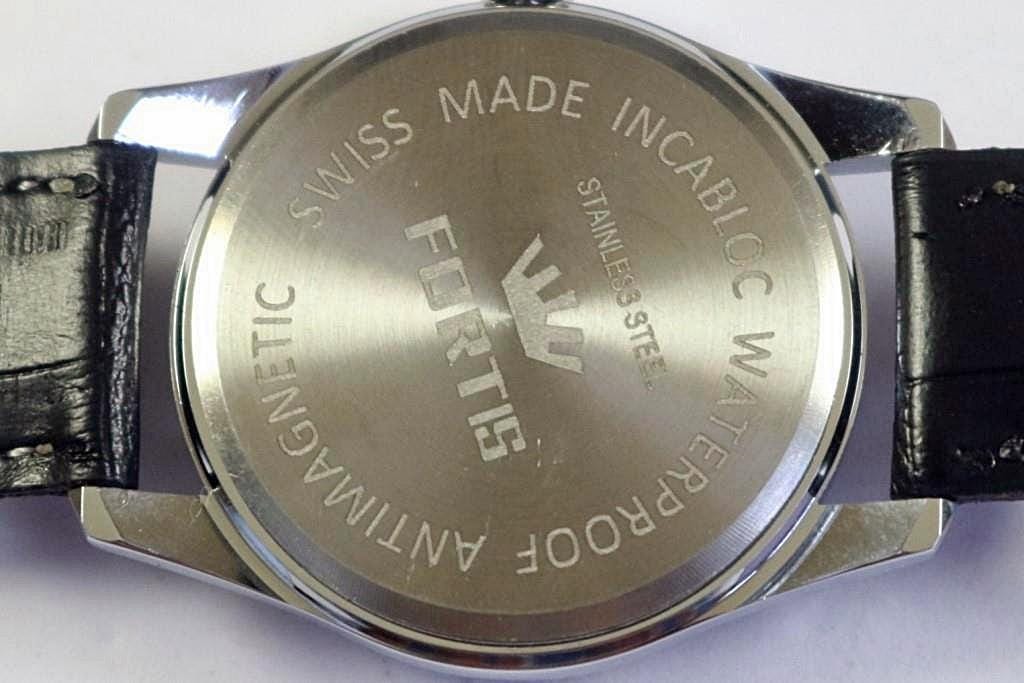 SWISS MADE INCABLOC WATERPROOF ANTIMAGNETIC
STAINLESS STEEL
FORTIS